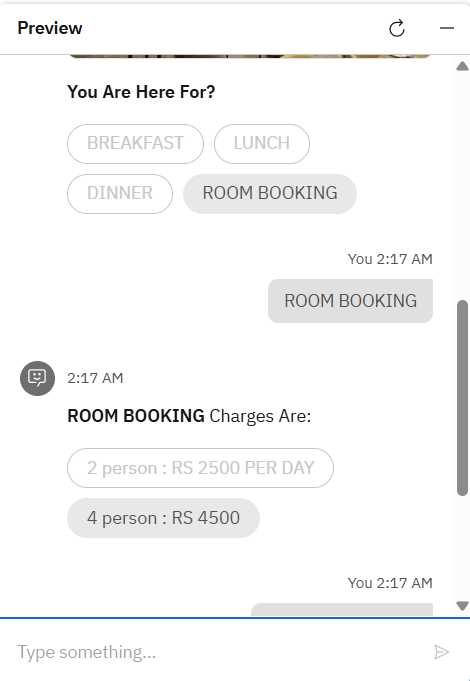 Preview
You Are Here For?
BREAKFAST
LUNCH
DINNER
ROOM BOOKING
You 2:17 AM
ROOM BOOKING
2:17 AM
ROOM BOOKING Charges Are:
2 person : RS 2500 PER DAY
4 person : RS 4500
You 2:17 AM
Type something...